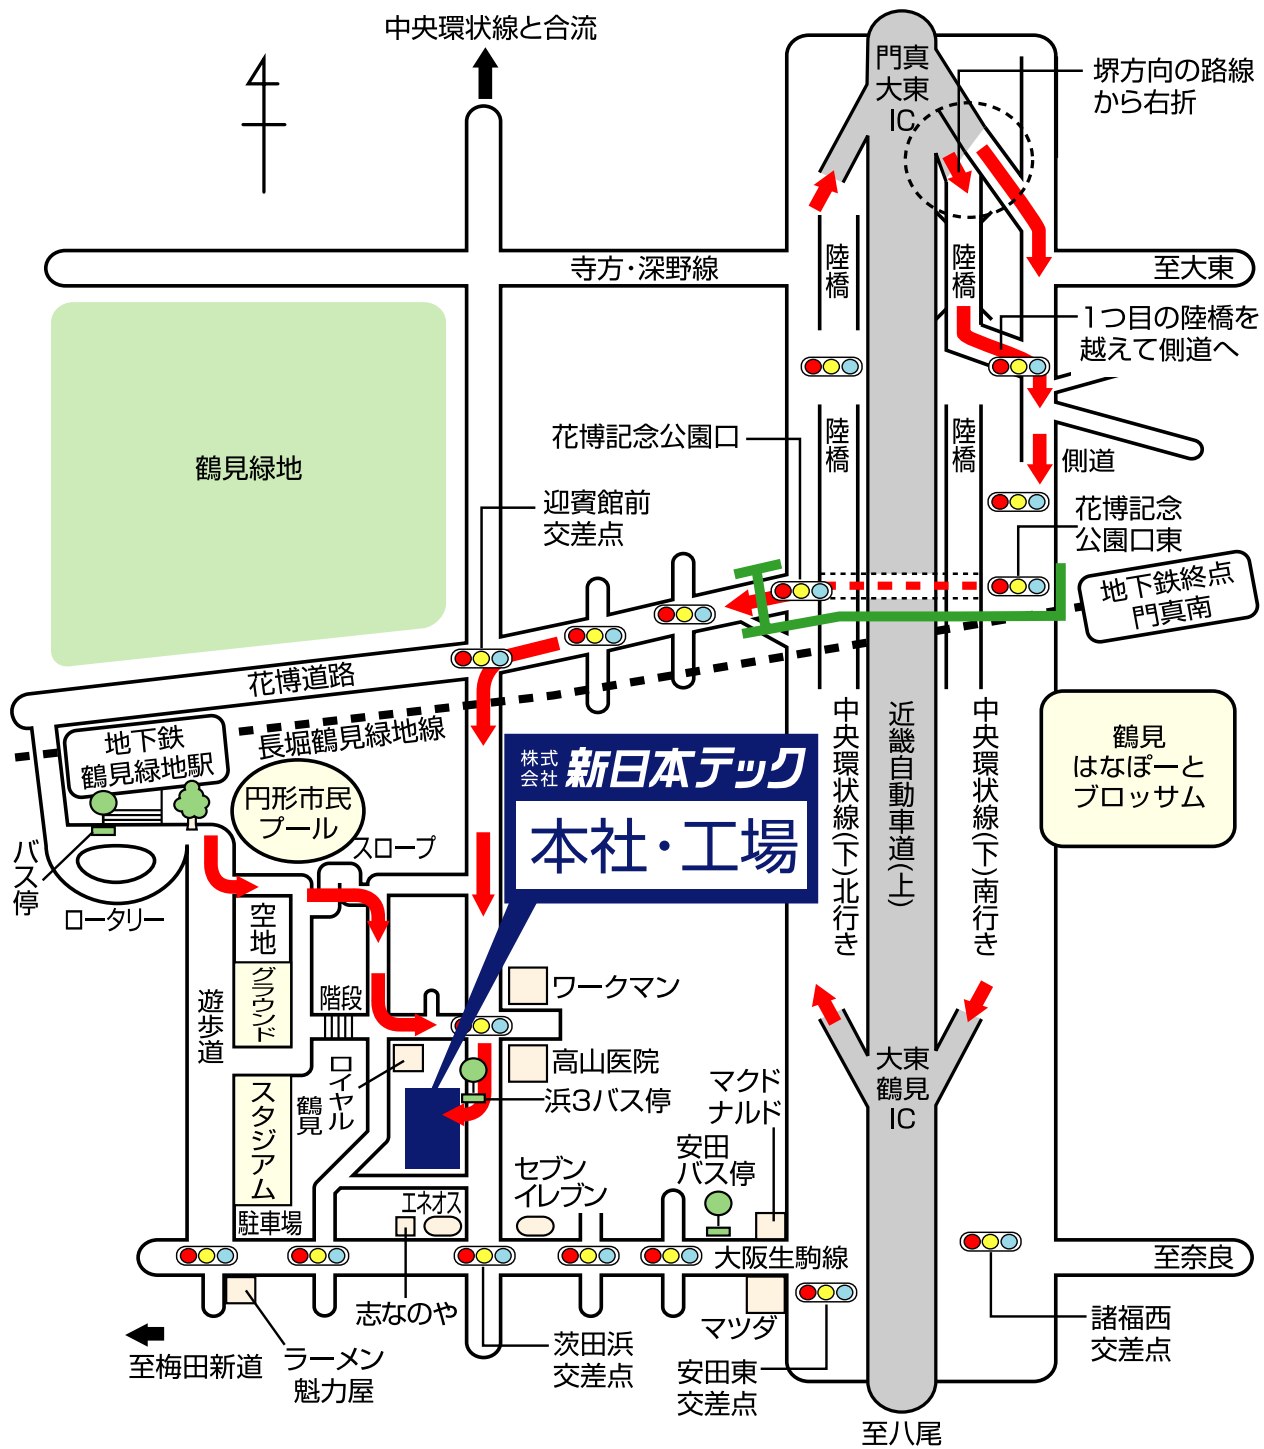 中央環状線と合流
門真
大東
IC
堺方向の路線
から右折
寺方・深野線
至大東
陸橋
陸橋
1つ目の陸橋を
越えて側道へ
鶴見緑地
花博記念公園口
陸橋
陸橋
側道
迎賓館前
交差点
花博記念
公園口東
地下鉄終点
門真南
花博道路
長堀鶴見緑地線
地下鉄
鶴見緑地駅
円形市民
プール
スロープ
バス停
ロータリー
株式
会社
新日本テック
本社・工場
中央環状線(下)北行き
近畿自動車道(上)
中央環状線(下)南行き
鶴見
はなぽーと
ブロッサム
空地
グラウンド
遊歩道
階段
ワークマン
高山医院
浜3バス停
ロイヤル
鶴見
スタジアム
駐車場
マクド
ナルド
大東
鶴見
IC
安田
バス停
セブン
イレブン
エネオス
大阪生駒線
至奈良
志なのや
マツダ
茨田浜
交差点
安田東
交差点
諸福西
交差点
至梅田新道
ラーメン
魁力屋
至八尾